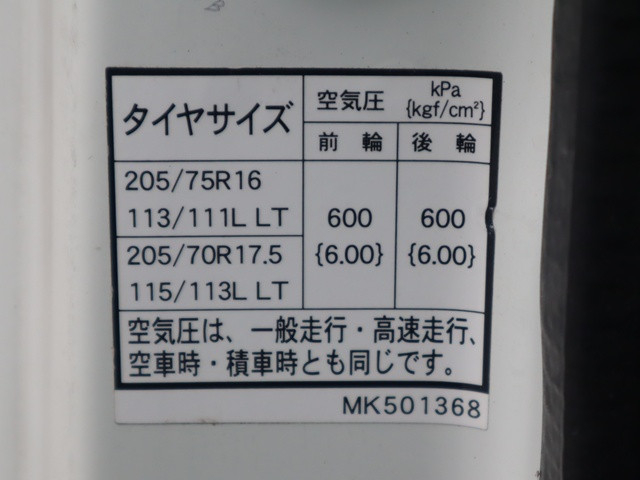 タイヤサイズ
空気圧 kPa
{kgf/cm²}
前輪 後輪
205/75R16
113/111L LT 600 600
205/70R17.5 {6.00} {6.00}
115/113L LT
空気圧は、一般走行・高速走行、
空車時・積車時とも同じです。
MK501368